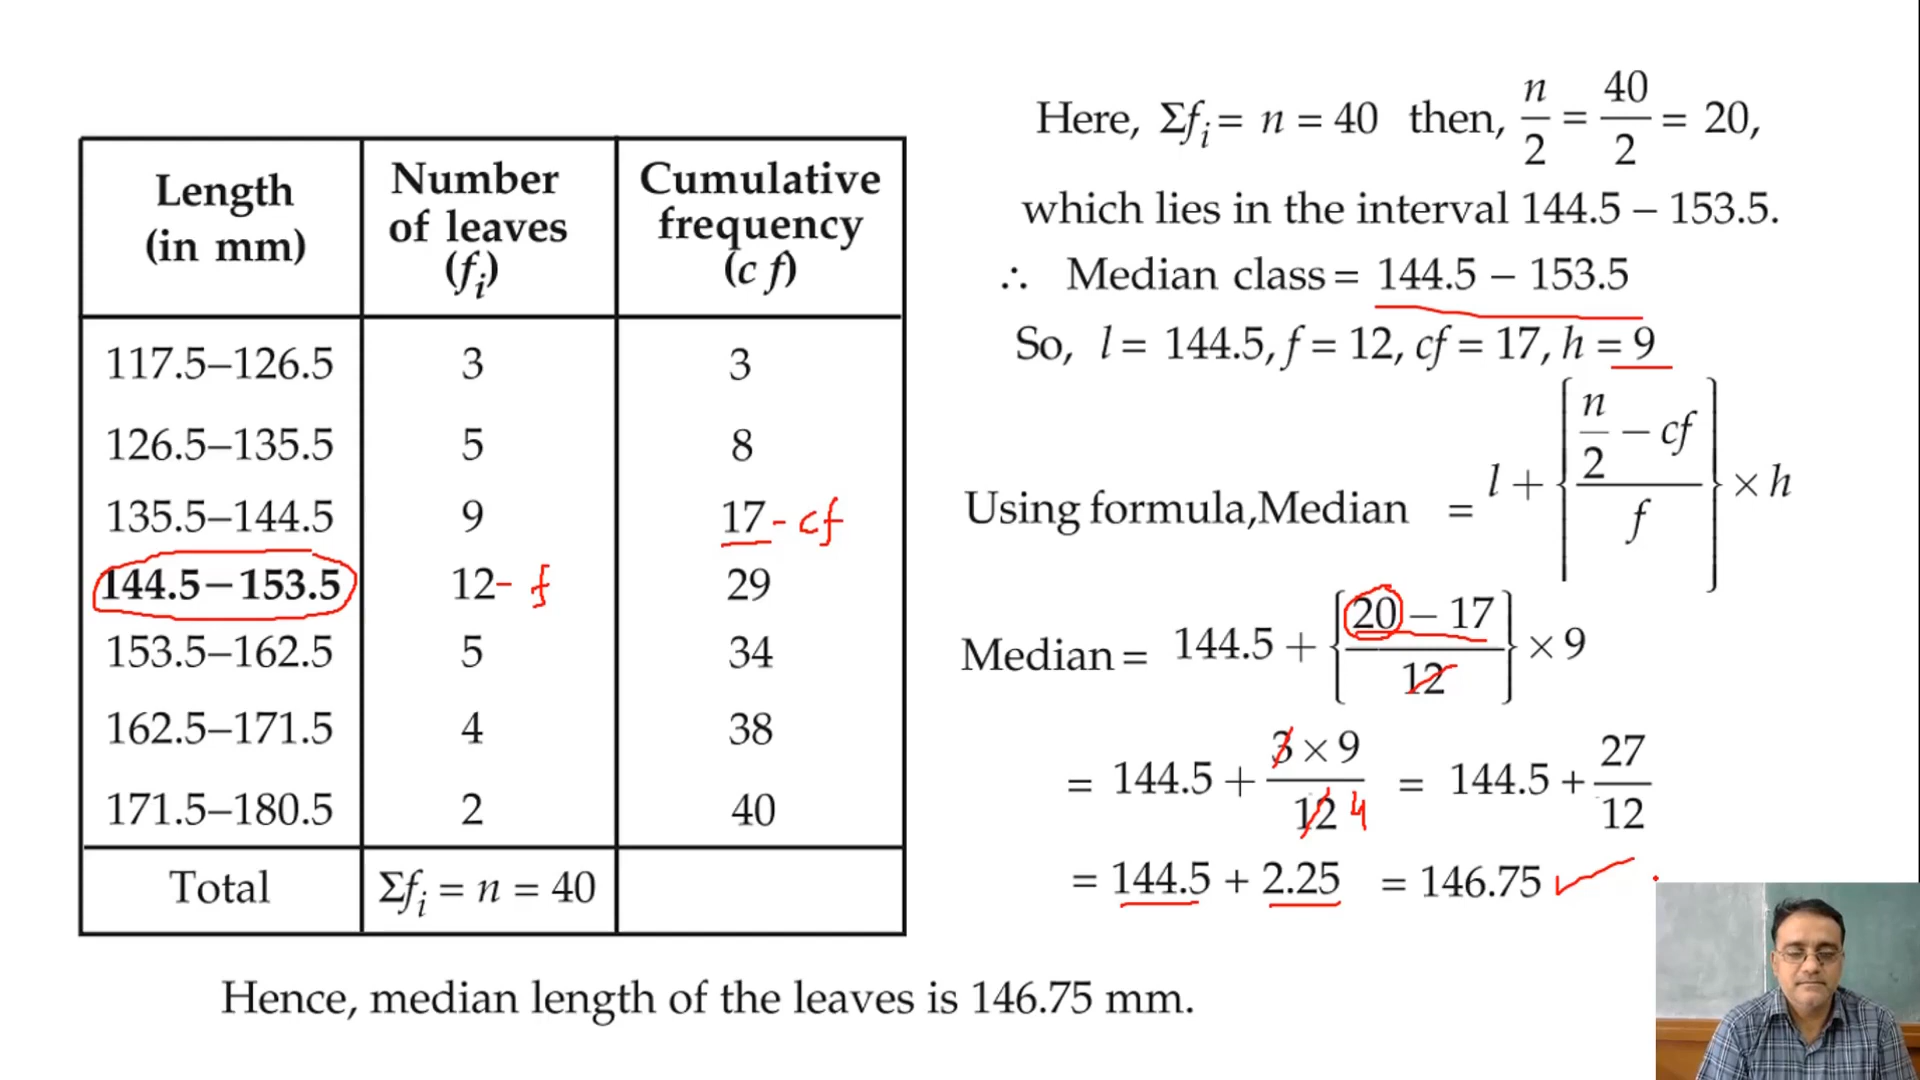 Length (in mm) | Number of leaves (fᵢ) | Cumulative frequency (c f)
117.5–126.5 | 3 | 3
126.5–135.5 | 5 | 8
135.5–144.5 | 9 | 17 - cf
144.5–153.5 | 12 - f | 29
153.5–162.5 | 5 | 34
162.5–171.5 | 4 | 38
171.5–180.5 | 2 | 40
Total | Σfᵢ = n = 40
Here, Σfᵢ = n = 40 then, n/2 = 40/2 = 20,
which lies in the interval 144.5 – 153.5.
∴ Median class = 144.5 – 153.5
So, l = 144.5, f = 12, cf = 17, h = 9
Using formula,Median = l + {(n/2 – cf)/f} × h
Median = 144.5 + {(20 – 17)/12} × 9
= 144.5 + (3 × 9)/12 4 = 144.5 + 27/12
= 144.5 + 2.25 = 146.75
Hence, median length of the leaves is 146.75 mm.